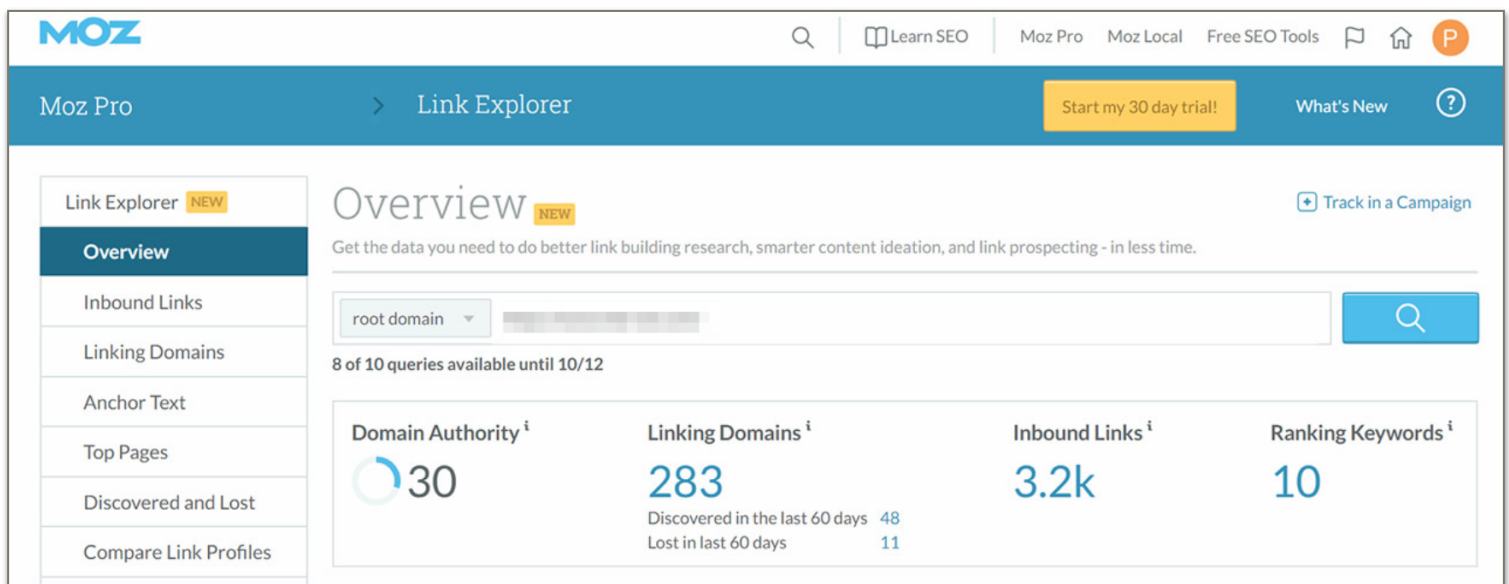 MOZ
Learn SEO
Moz Pro Moz Local Free SEO Tools P
Moz Pro > Link Explorer
Start my 30 day trial!
What's New ?
Link Explorer NEW
Overview
Inbound Links
Linking Domains
Anchor Text
Top Pages
Discovered and Lost
Compare Link Profiles
Overview NEW
Track in a Campaign
Get the data you need to do better link building research, smarter content ideation, and link prospecting - in less time.
root domain
8 of 10 queries available until 10/12
Domain Authority i
30
Linking Domains i
283
Discovered in the last 60 days 48
Lost in last 60 days 11
Inbound Links i
3.2k
Ranking Keywords i
10